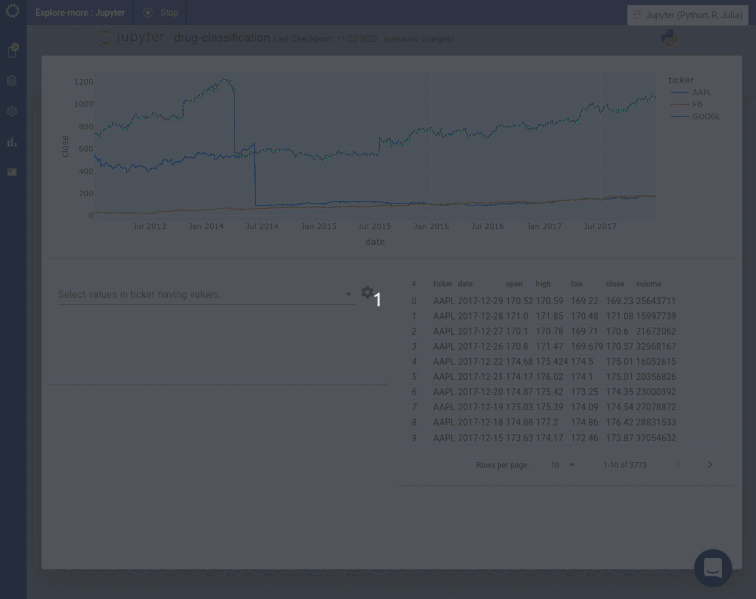 Explore-more : Jupyter
Stop
Jupyter (Python, R, Julia)
jupyter drug-classification Last Checkpoint: 11/03/2020 (unsaved changes)
1200
1000
800
600
400
200
0
close
Jul 2013 Jan 2014 Jul 2014 Jan 2015 Jul 2015 Jan 2016 Jul 2016 Jan 2017 Jul 2017
date
ticker
AAPL
FB
GOOGL
Select values in ticker having values:
1
# ticker date open high low close volume
0 AAPL 2017-12-29 170.52 170.59 169.22 169.23 25643711
1 AAPL 2017-12-28 171.0 171.85 170.48 171.08 15997739
2 AAPL 2017-12-27 170.1 170.78 169.71 170.6 21672062
3 AAPL 2017-12-26 170.8 171.47 169.679 170.57 32968167
4 AAPL 2017-12-22 174.68 175.424 174.5 175.01 16052615
5 AAPL 2017-12-21 174.17 176.02 174.1 175.01 20356826
6 AAPL 2017-12-20 174.87 175.42 173.25 174.35 23000392
7 AAPL 2017-12-19 175.03 175.39 174.09 174.54 27078872
8 AAPL 2017-12-18 174.88 177.2 174.86 176.42 28831533
9 AAPL 2017-12-15 173.63 174.17 172.46 173.87 37054632
Rows per page: 10 1-10 of 3773